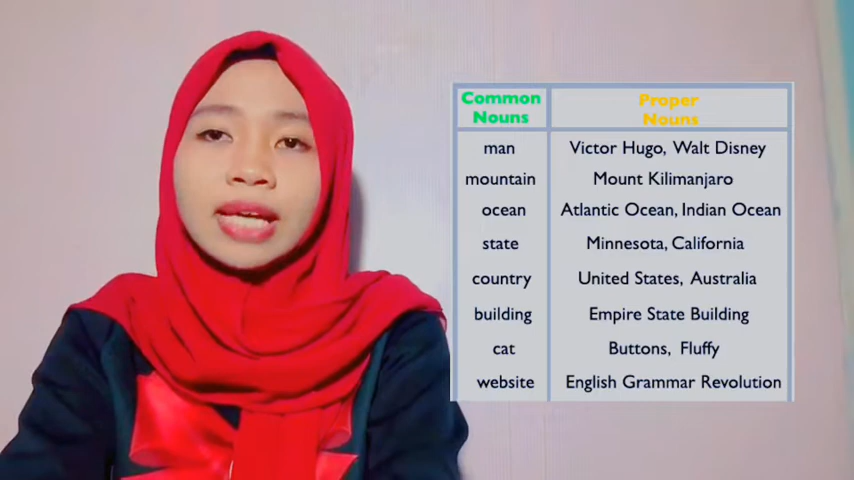 Common Proper
Nouns Nouns
man Victor Hugo, Walt Disney
mountain Mount Kilimanjaro
ocean Atlantic Ocean, Indian Ocean
state Minnesota, California
country United States, Australia
building Empire State Building
cat Buttons, Fluffy
website English Grammar Revolution